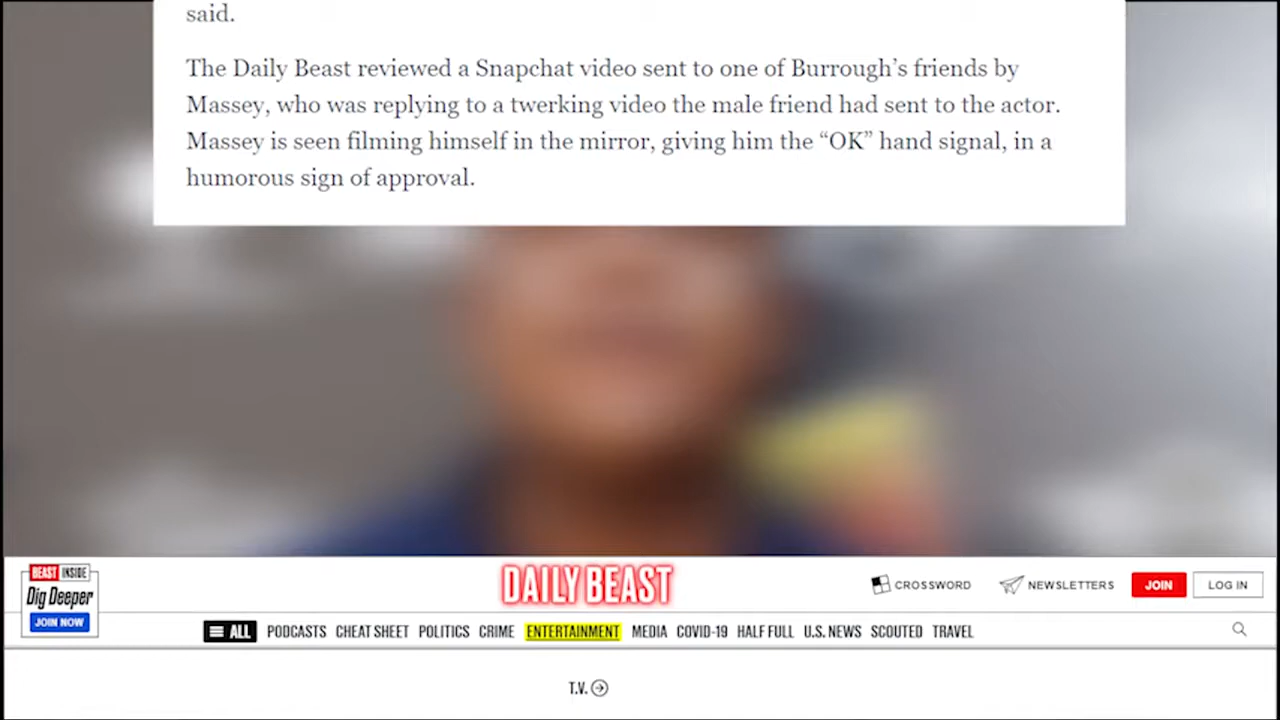 said.
The Daily Beast reviewed a Snapchat video sent to one of Burrough’s friends by
Massey, who was replying to a twerking video the male friend had sent to the actor.
Massey is seen filming himself in the mirror, giving him the “OK” hand signal, in a
humorous sign of approval.
BEAST INSIDE
Dig Deeper
JOIN NOW
DAILY BEAST
CROSSWORD NEWSLETTERS JOIN LOG IN
ALL PODCASTS CHEAT SHEET POLITICS CRIME ENTERTAINMENT MEDIA COVID-19 HALF FULL U.S. NEWS SCOUTED TRAVEL
T.V.